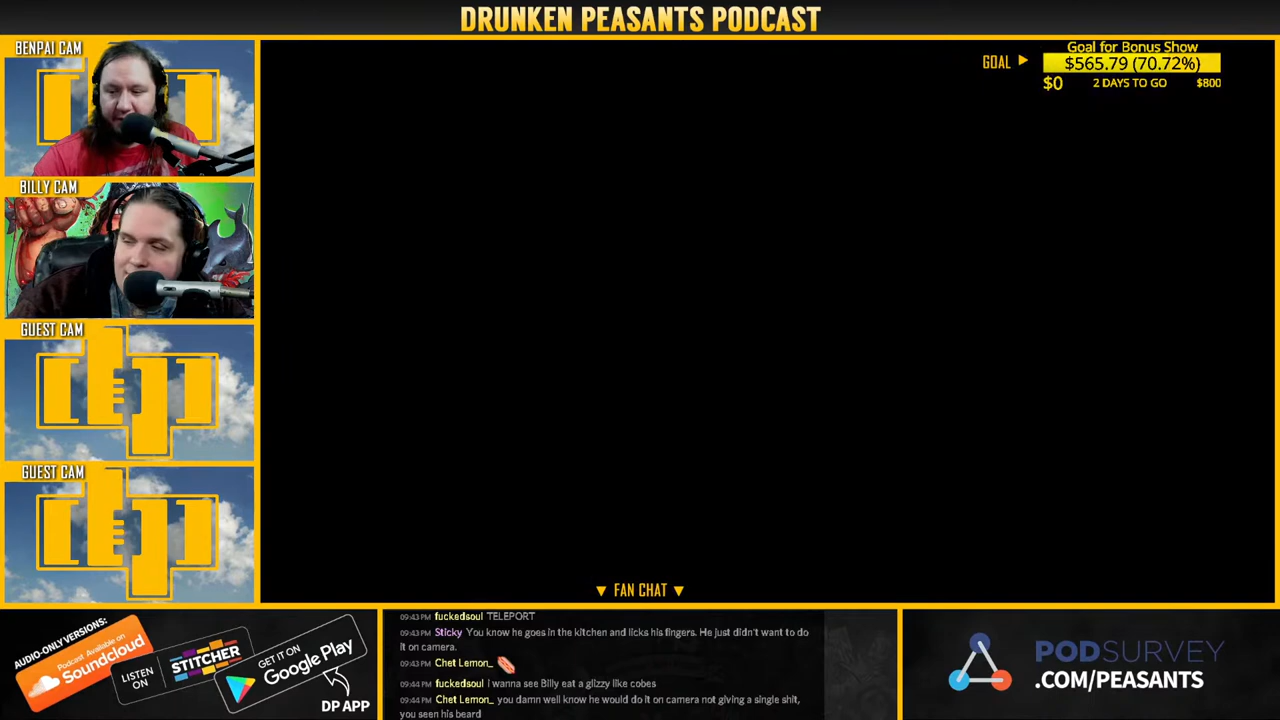 DRUNKEN PEASANTS PODCAST
BENPAI CAM
GOAL ►
Goal for Bonus Show
$565.79 (70.72%)
$0 2 DAYS TO GO $800
BILLY CAM
GUEST CAM
GUEST CAM
▼ FAN CHAT ▼
AUDIO-ONLY VERSIONS:
Podcast Available on
Soundcloud
LISTEN
ON
STITCHER
GET IT ON
Google Play
DP APP
09:43 PM fuckedsoul TELEPORT
09:43 PM Sticky You know he goes in the kitchen and licks his fingers. He just didn't want to do
it on camera.
09:43 PM Chet Lemon_
09:44 PM fuckedsoul i wanna see Billy eat a glizzy like cobes
09:44 PM Chet Lemon_ you damn well know he would do it on camera not giving a single shit,
you seen his beard
PODSURVEY
.COM/PEASANTS